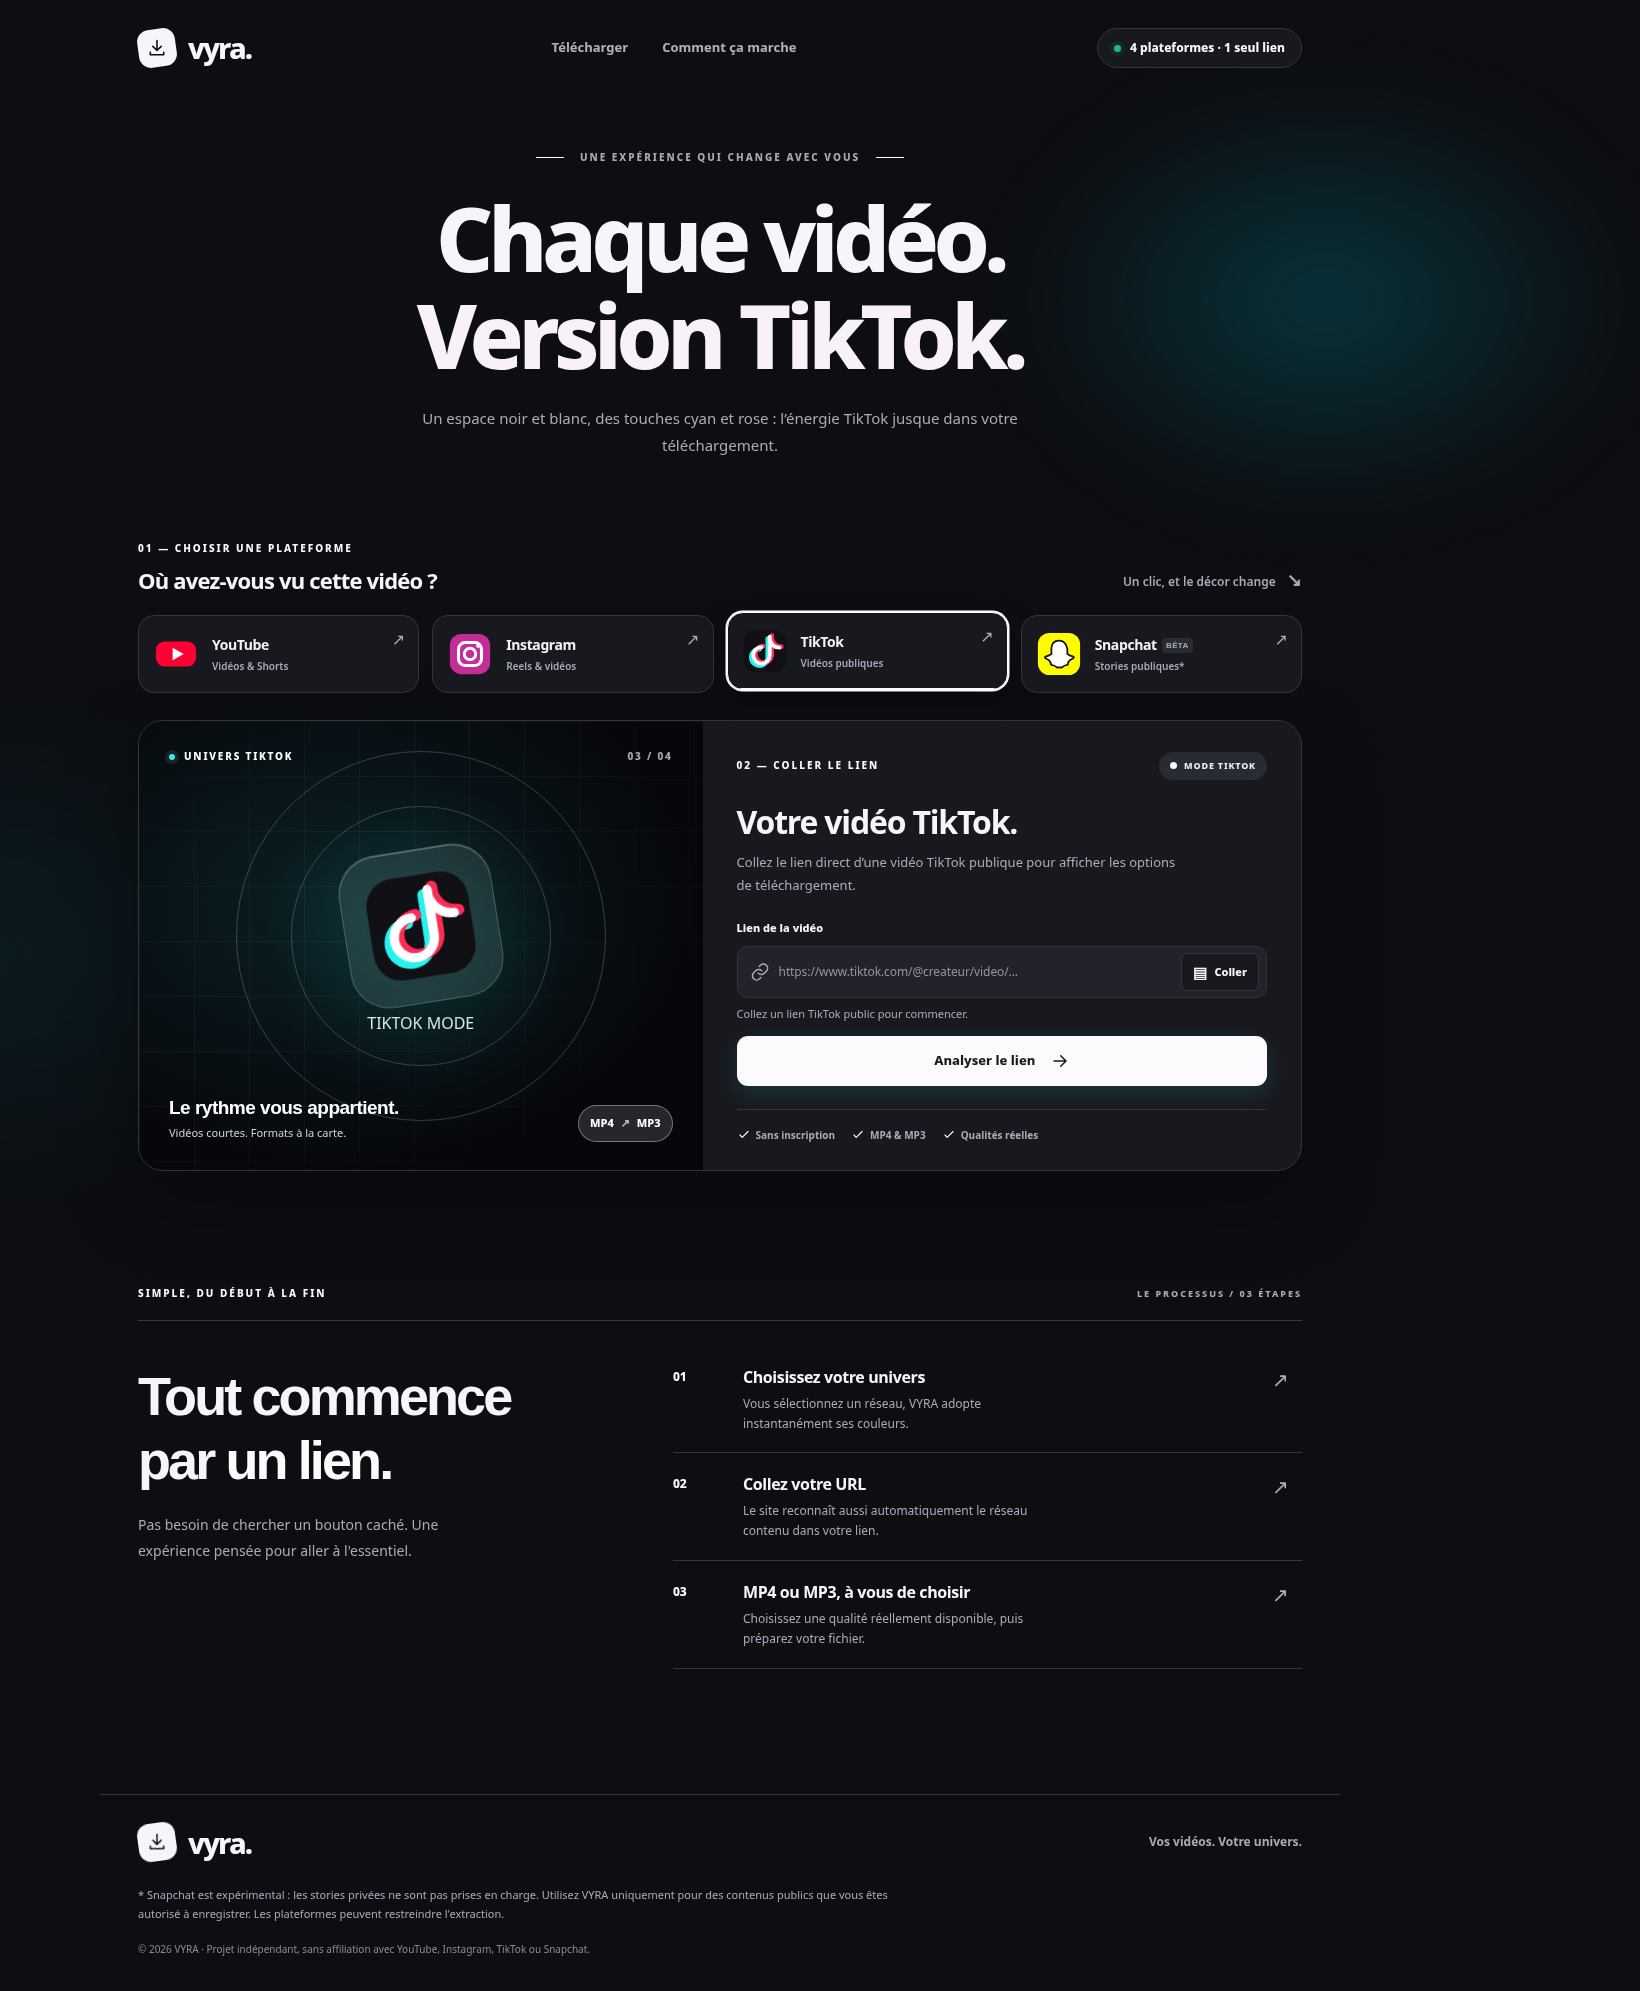 vyra.
Télécharger
Comment ça marche
4 plateformes · 1 seul lien
UNE EXPÉRIENCE QUI CHANGE AVEC VOUS
Chaque vidéo.
Version TikTok.
Un espace noir et blanc, des touches cyan et rose : l’énergie TikTok jusque dans votre
téléchargement.
01 — CHOISIR UNE PLATEFORME
Où avez-vous vu cette vidéo ?
Un clic, et le décor change ↘
YouTube ↗
Vidéos & Shorts
Instagram ↗
Reels & vidéos
TikTok ↗
Vidéos publiques
Snapchat BÊTA ↗
Stories publiques*
UNIVERS TIKTOK
03 / 04
TIKTOK MODE
Le rythme vous appartient.
Vidéos courtes. Formats à la carte.
MP4 ↗ MP3
02 — COLLER LE LIEN
MODE TIKTOK
Votre vidéo TikTok.
Collez le lien direct d’une vidéo TikTok publique pour afficher les options
de téléchargement.
Lien de la vidéo
https://www.tiktok.com/@createur/video/...
Coller
Collez un lien TikTok public pour commencer.
Analyser le lien →
Sans inscription
MP4 & MP3
Qualités réelles
SIMPLE, DU DÉBUT À LA FIN
LE PROCESSUS / 03 ÉTAPES
Tout commence
par un lien.
Pas besoin de chercher un bouton caché. Une
expérience pensée pour aller à l'essentiel.
01
Choisissez votre univers ↗
Vous sélectionnez un réseau, VYRA adopte
instantanément ses couleurs.
02
Collez votre URL ↗
Le site reconnaît aussi automatiquement le réseau
contenu dans votre lien.
03
MP4 ou MP3, à vous de choisir ↗
Choisissez une qualité réellement disponible, puis
préparez votre fichier.
vyra.
Vos vidéos. Votre univers.
* Snapchat est expérimental : les stories privées ne sont pas prises en charge. Utilisez VYRA uniquement pour des contenus publics que vous êtes
autorisé à enregistrer. Les plateformes peuvent restreindre l'extraction.
© 2026 VYRA · Projet indépendant, sans affiliation avec YouTube, Instagram, TikTok ou Snapchat.